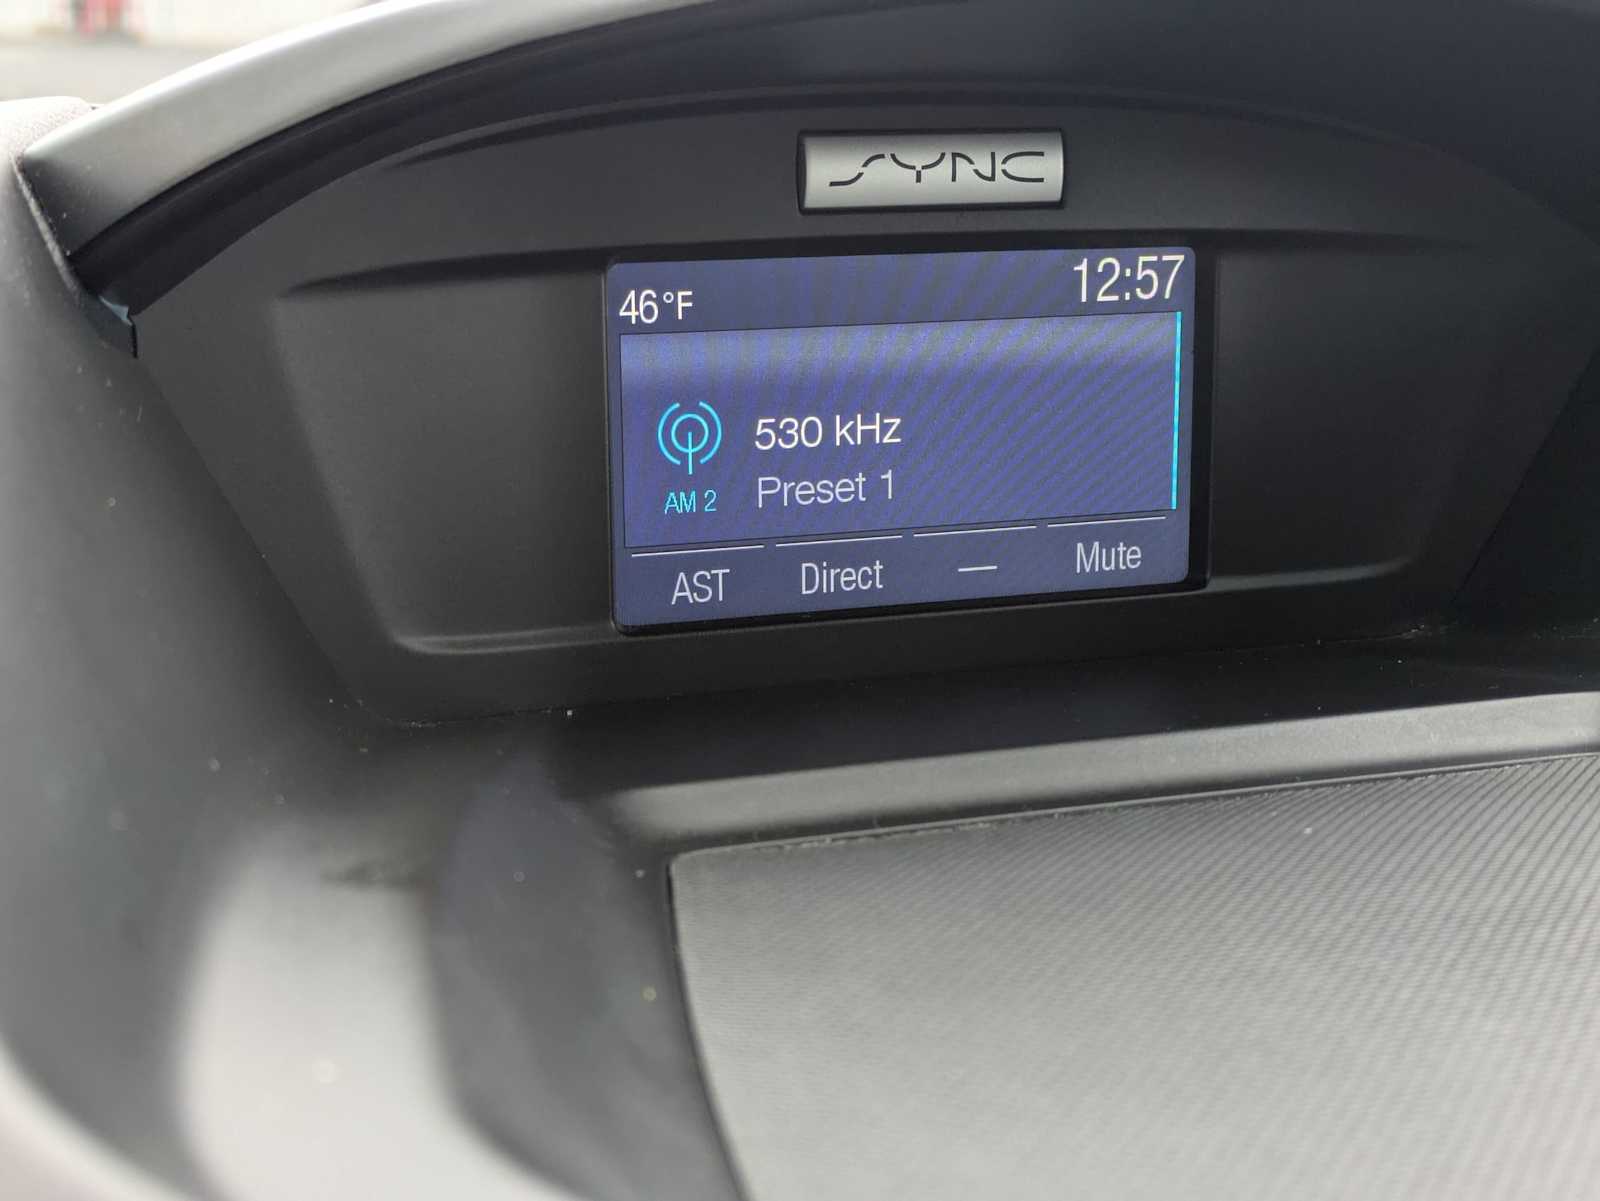 SYNC
46°F
12:57
530 kHz
AM 2
Preset 1
AST
Direct
—
Mute